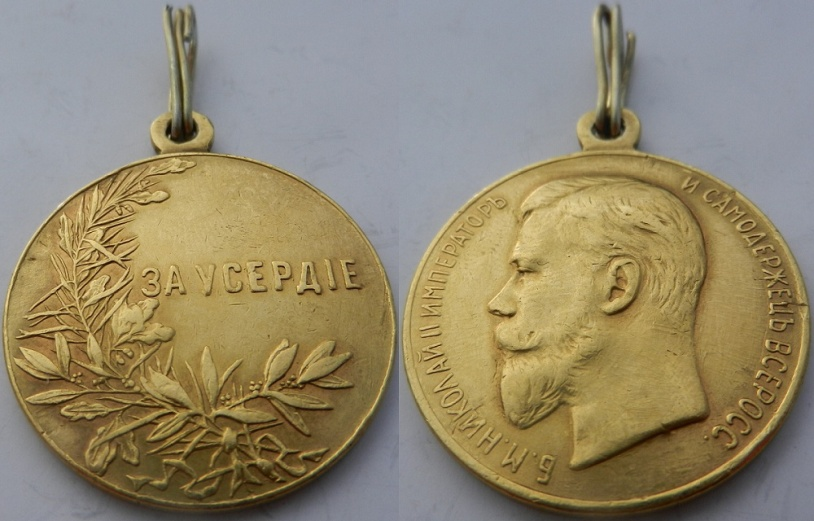 ЗА УСЕРДІЕ
Б. М. НИКОЛАЙ II ИМПЕРАТОРЪ И САМОДЕРЖЕЦЪ ВСЕРОСС.